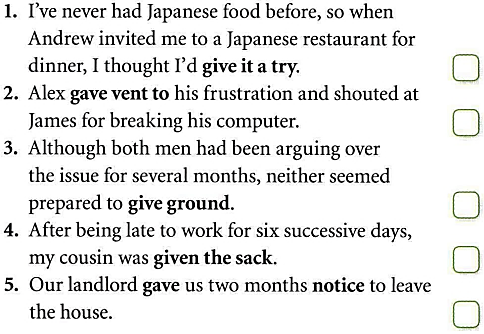 1. I've never had Japanese food before, so when
Andrew invited me to a Japanese restaurant for
dinner, I thought I'd give it a try.
2. Alex gave vent to his frustration and shouted at
James for breaking his computer.
3. Although both men had been arguing over
the issue for several months, neither seemed
prepared to give ground.
4. After being late to work for six successive days,
my cousin was given the sack.
5. Our landlord gave us two months notice to leave
the house.